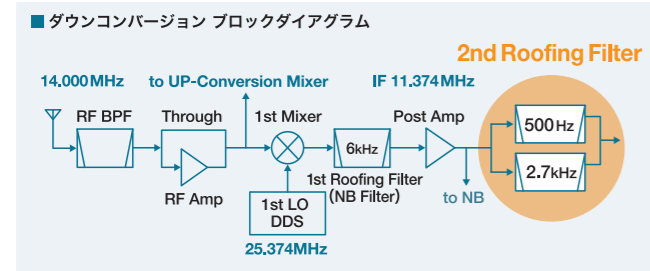 ■ダウンコンバージョン ブロックダイアグラム
2nd Roofing Filter
14.000MHz
to UP-Conversion Mixer
IF 11.374MHz
RF BPF
Through
1st Mixer
Post Amp
500Hz
6kHz
2.7kHz
RF Amp
1st Roofing Filter
(NB Filter)
to NB
1st LO
DDS
25.374MHz